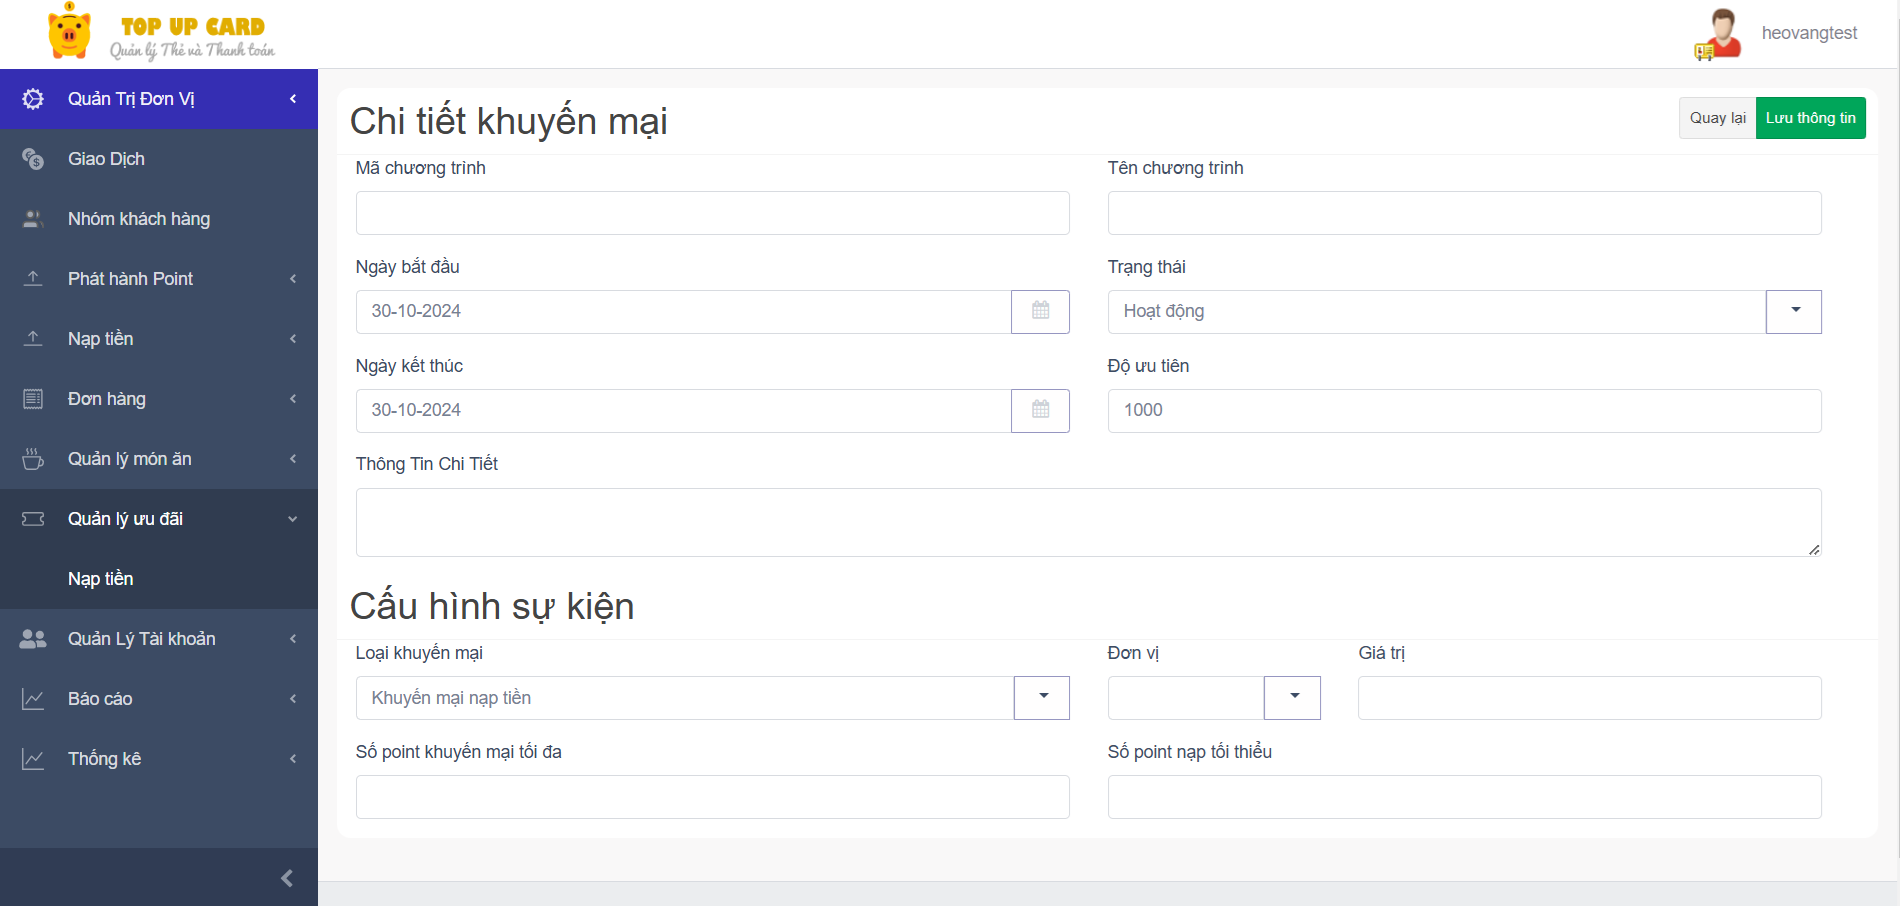 TOP UP CARD
Quản lý Thẻ và Thanh toán
heovangtest
Quản Trị Đơn Vị
Giao Dịch
Nhóm khách hàng
Phát hành Point
Nạp tiền
Đơn hàng
Quản lý món ăn
Quản lý ưu đãi
Nạp tiền
Quản Lý Tài khoản
Báo cáo
Thống kê
Chi tiết khuyến mại
Quay lại
Lưu thông tin
Mã chương trình
Tên chương trình
Ngày bắt đầu
Trạng thái
30-10-2024
Hoạt động
Ngày kết thúc
Độ ưu tiên
30-10-2024
1000
Thông Tin Chi Tiết
Cấu hình sự kiện
Loại khuyến mại
Đơn vị
Giá trị
Khuyến mại nạp tiền
Số point khuyến mại tối đa
Số point nạp tối thiểu